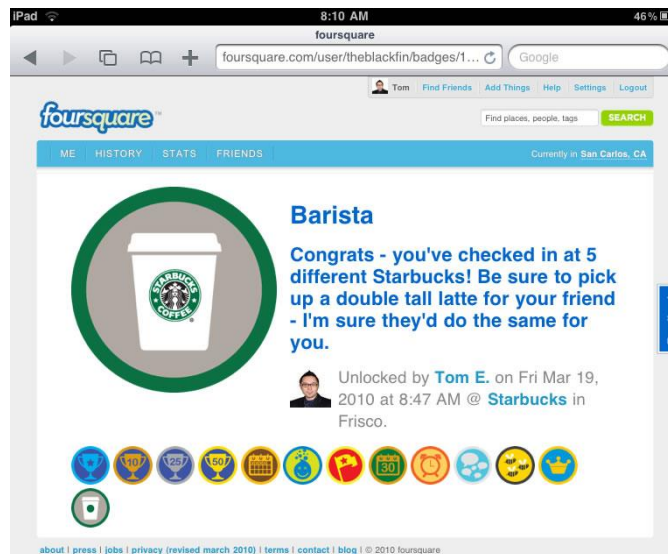 iPad 8:10 AM 46%
foursquare
foursquare.com/user/theblackfin/badges/1... Google
Tom Find Friends Add Things Help Settings Logout
foursquare™
Find places, people, tags SEARCH
ME HISTORY STATS FRIENDS Currently in San Carlos, CA
Barista
Congrats - you've checked in at 5
different Starbucks! Be sure to pick
up a double tall latte for your friend
- I'm sure they'd do the same for
you.
STARBUCKS
COFFEE
Unlocked by Tom E. on Fri Mar 19,
2010 at 8:47 AM @ Starbucks in
Frisco.
10 25 50 30
about | press | jobs | privacy (revised march 2010) | terms | contact | blog | © 2010 foursquare